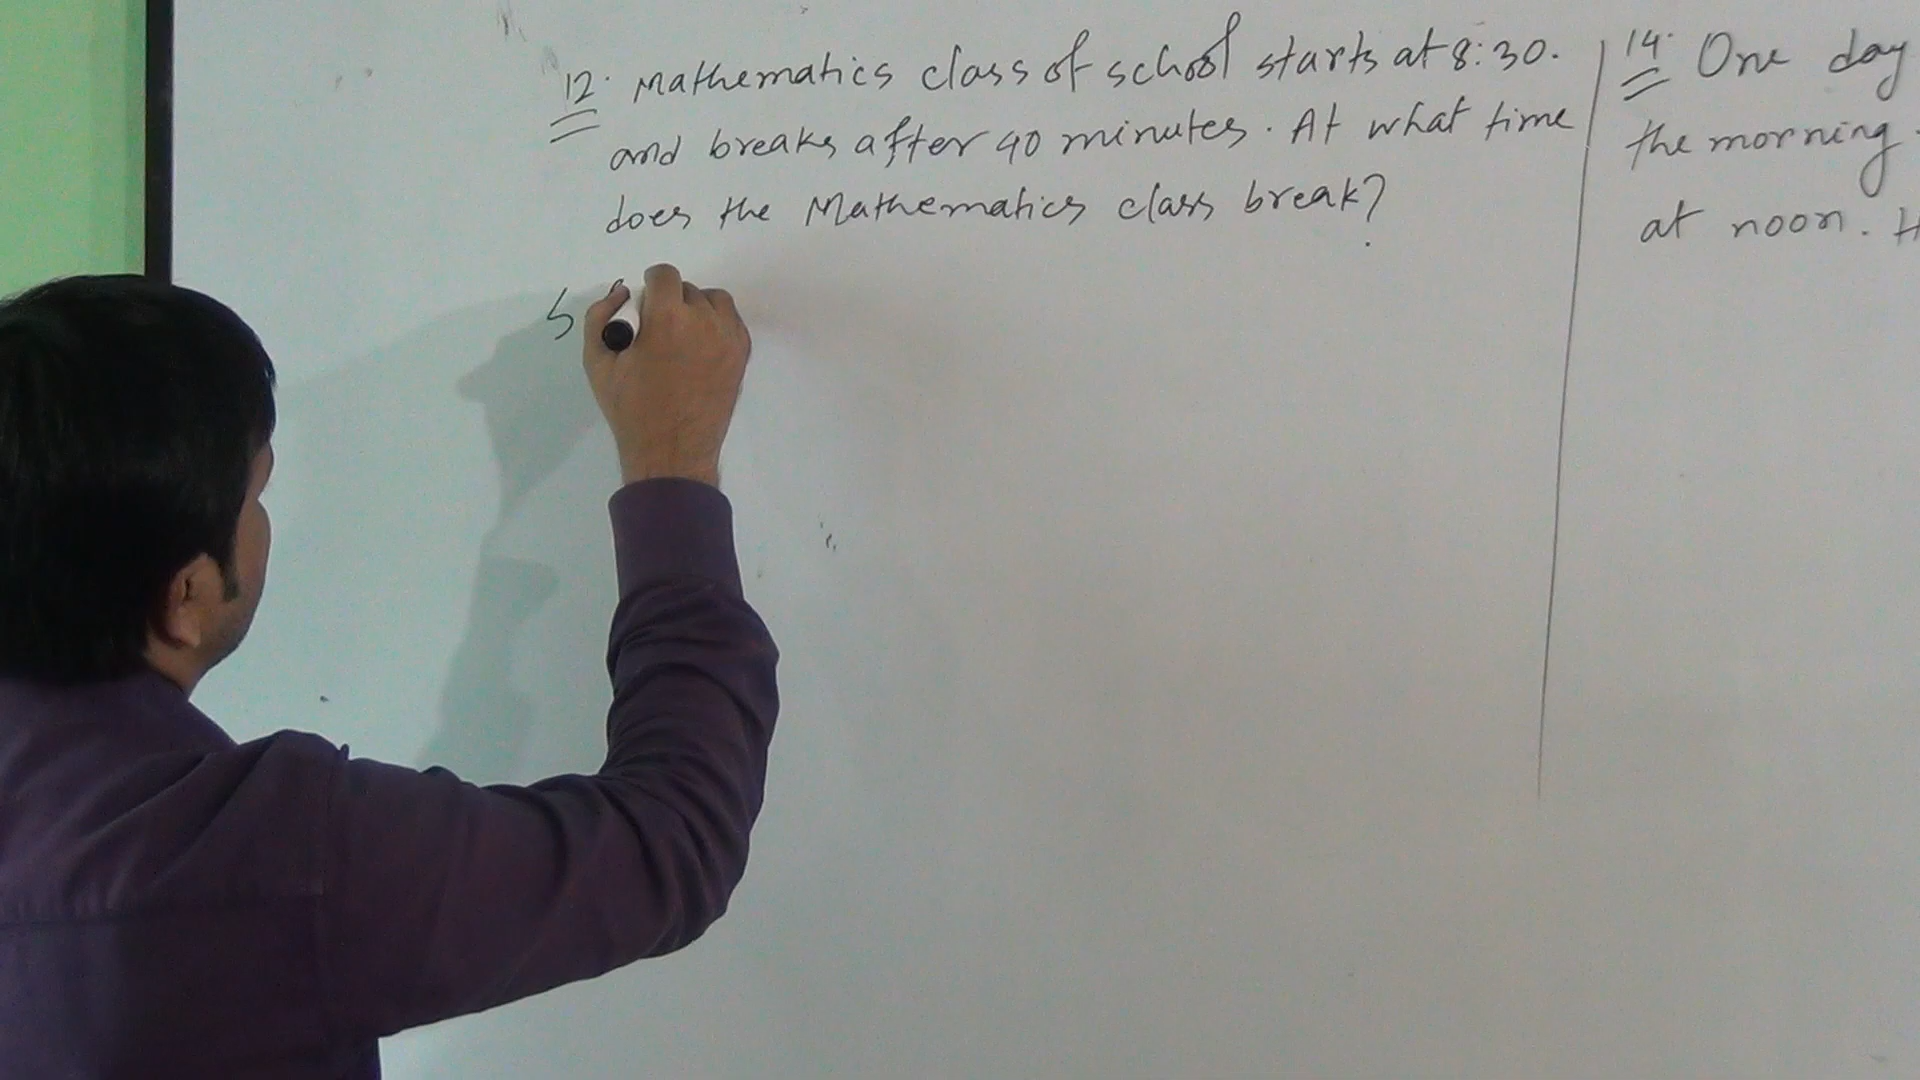 12. Mathematics class of school starts at 8:30.
and breaks after 40 minutes. At what time
does the Mathematics class break?
S
14. One day
the morning.
at noon. H